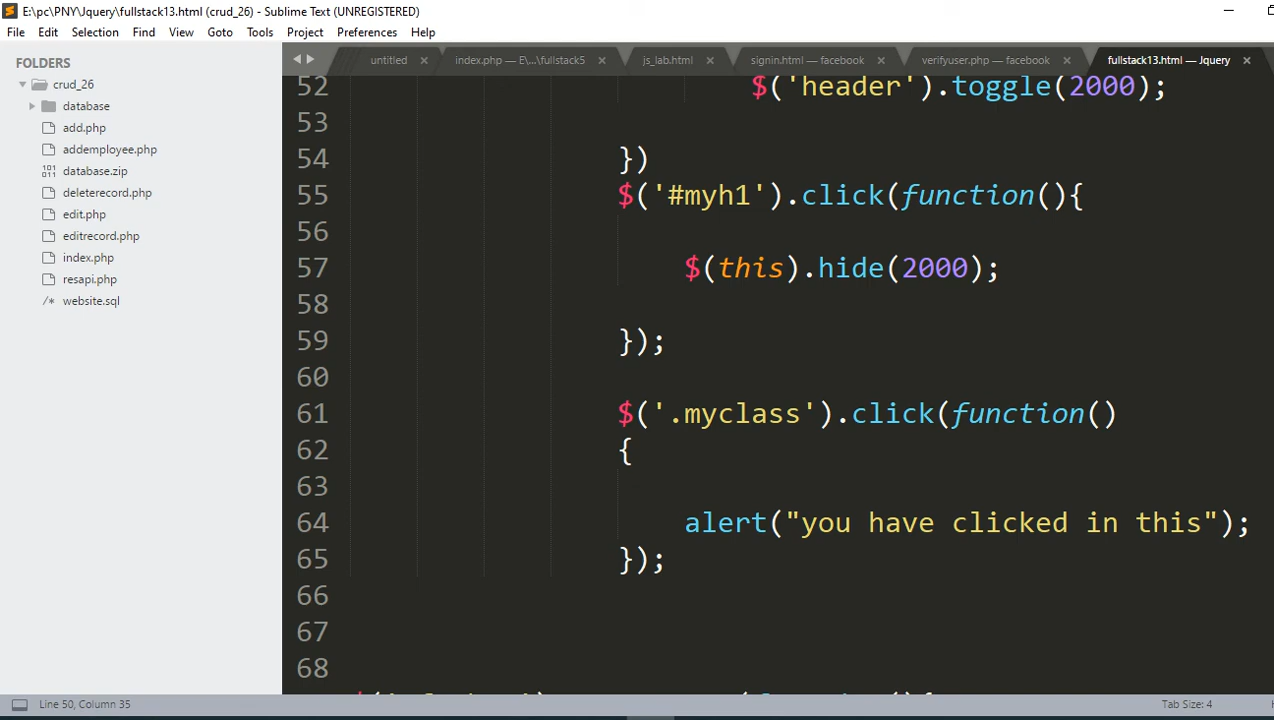 E:\pc\PNY\Jquery\fullstack13.html (crud_26) - Sublime Text (UNREGISTERED)
File Edit Selection Find View Goto Tools Project Preferences Help
FOLDERS
crud_26
database
add.php
addemployee.php
database.zip
deleterecord.php
edit.php
editrecord.php
index.php
resapi.php
website.sql
untitled
index.php — E\...\fullstack5
js_lab.html
signin.html — facebook
verifyuser.php — facebook
fullstack13.html — Jquery
52 $('header').toggle(2000);
53
54 })
55 $('#myh1').click(function(){
56
57 $(this).hide(2000);
58
59 });
60
61 $('.myclass').click(function()
62 {
63
64 alert("you have clicked in this");
65 });
66
67
68
Line 50, Column 35
Tab Size: 4